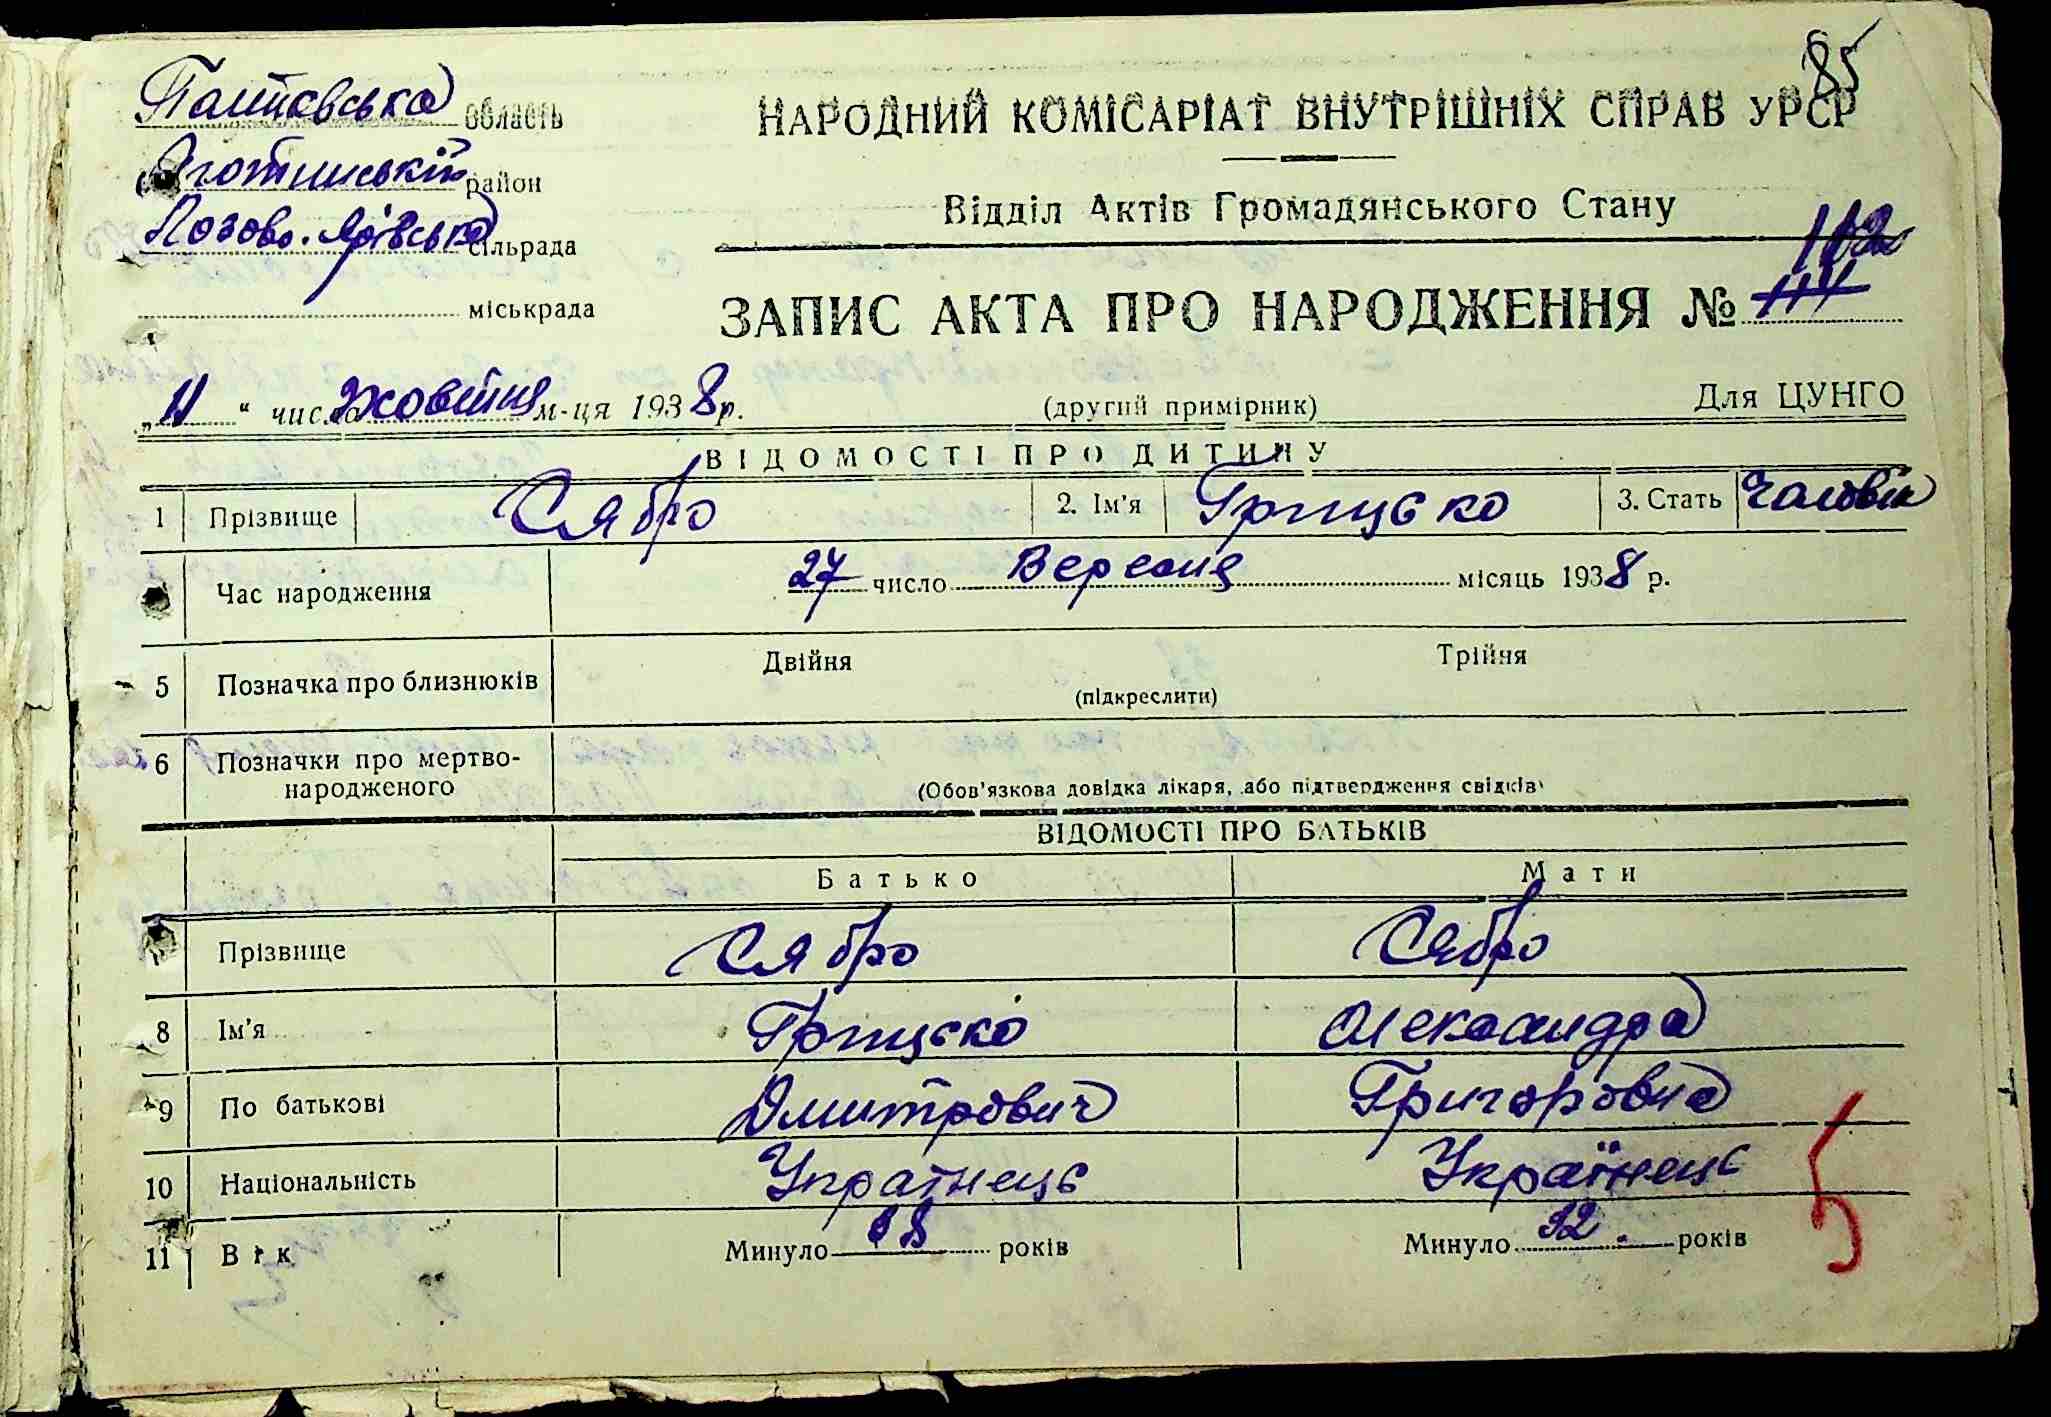 85
Полтавська область
НАРОДНИЙ КОМІСАРІАТ ВНУТРІШНІХ СПРАВ УРСР
Яготинський район
Відділ Актів Громадянського Стану
Лозово-Ярівська сільрада
міськрада
ЗАПИС АКТА ПРО НАРОДЖЕННЯ №
„11“ числа жовтня м-ця 1938 р. (другий примірник) Для ЦУНГО
ВІДОМОСТІ ПРО ДИТИНУ
1 Прізвище Сябро 2. Ім'я Грицько 3. Стать Чоловік
Час народження 27 число Вересня місяць 1938 р.
5 Позначка про близнюків Двійня Трійня
(підкреслити)
6 Позначки про мертво-
народженого (Обов'язкова довідка лікаря, або підтвердження свідків)
ВІДОМОСТІ ПРО БАТЬКІВ
Батько Мати
Прізвище Сябро Сябро
8 Ім'я Грицько Олександра
9 По батькові Дмитрович Григоровна
10 Національність Українець Українець
11 Вік Минуло років Минуло 32 років